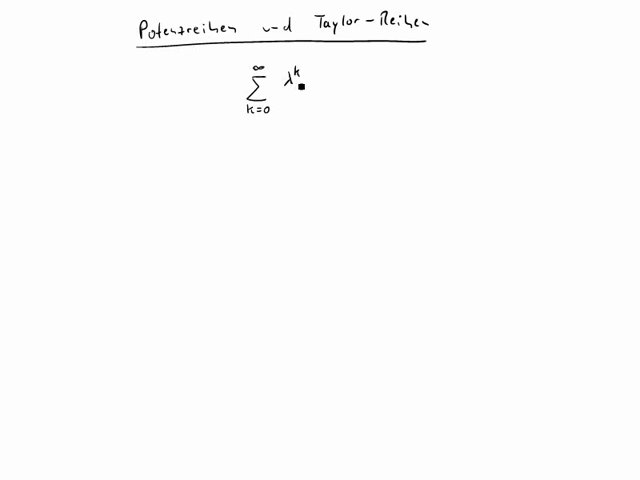 Potenzreihen und Taylor-Reihen
∞
∑ λ^k
k=0